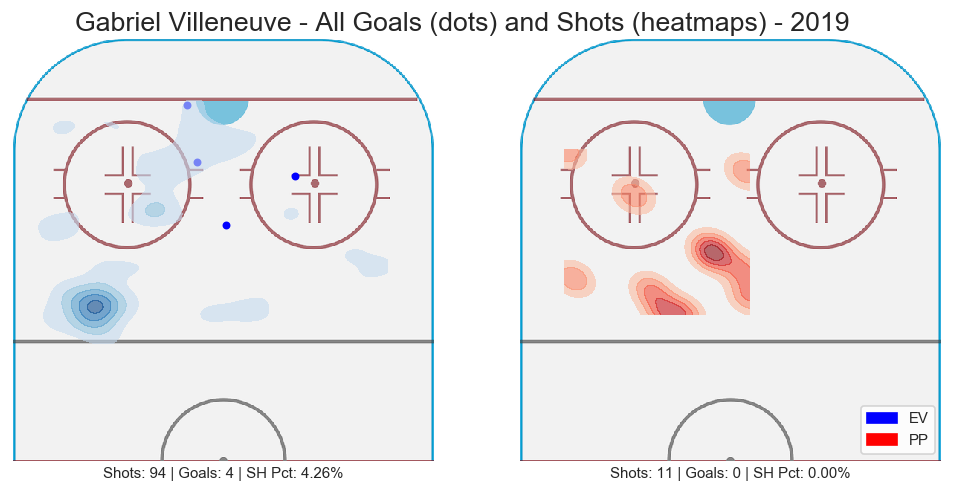 Gabriel Villeneuve - All Goals (dots) and Shots (heatmaps) - 2019
EV
PP
Shots: 94 | Goals: 4 | SH Pct: 4.26%
Shots: 11 | Goals: 0 | SH Pct: 0.00%